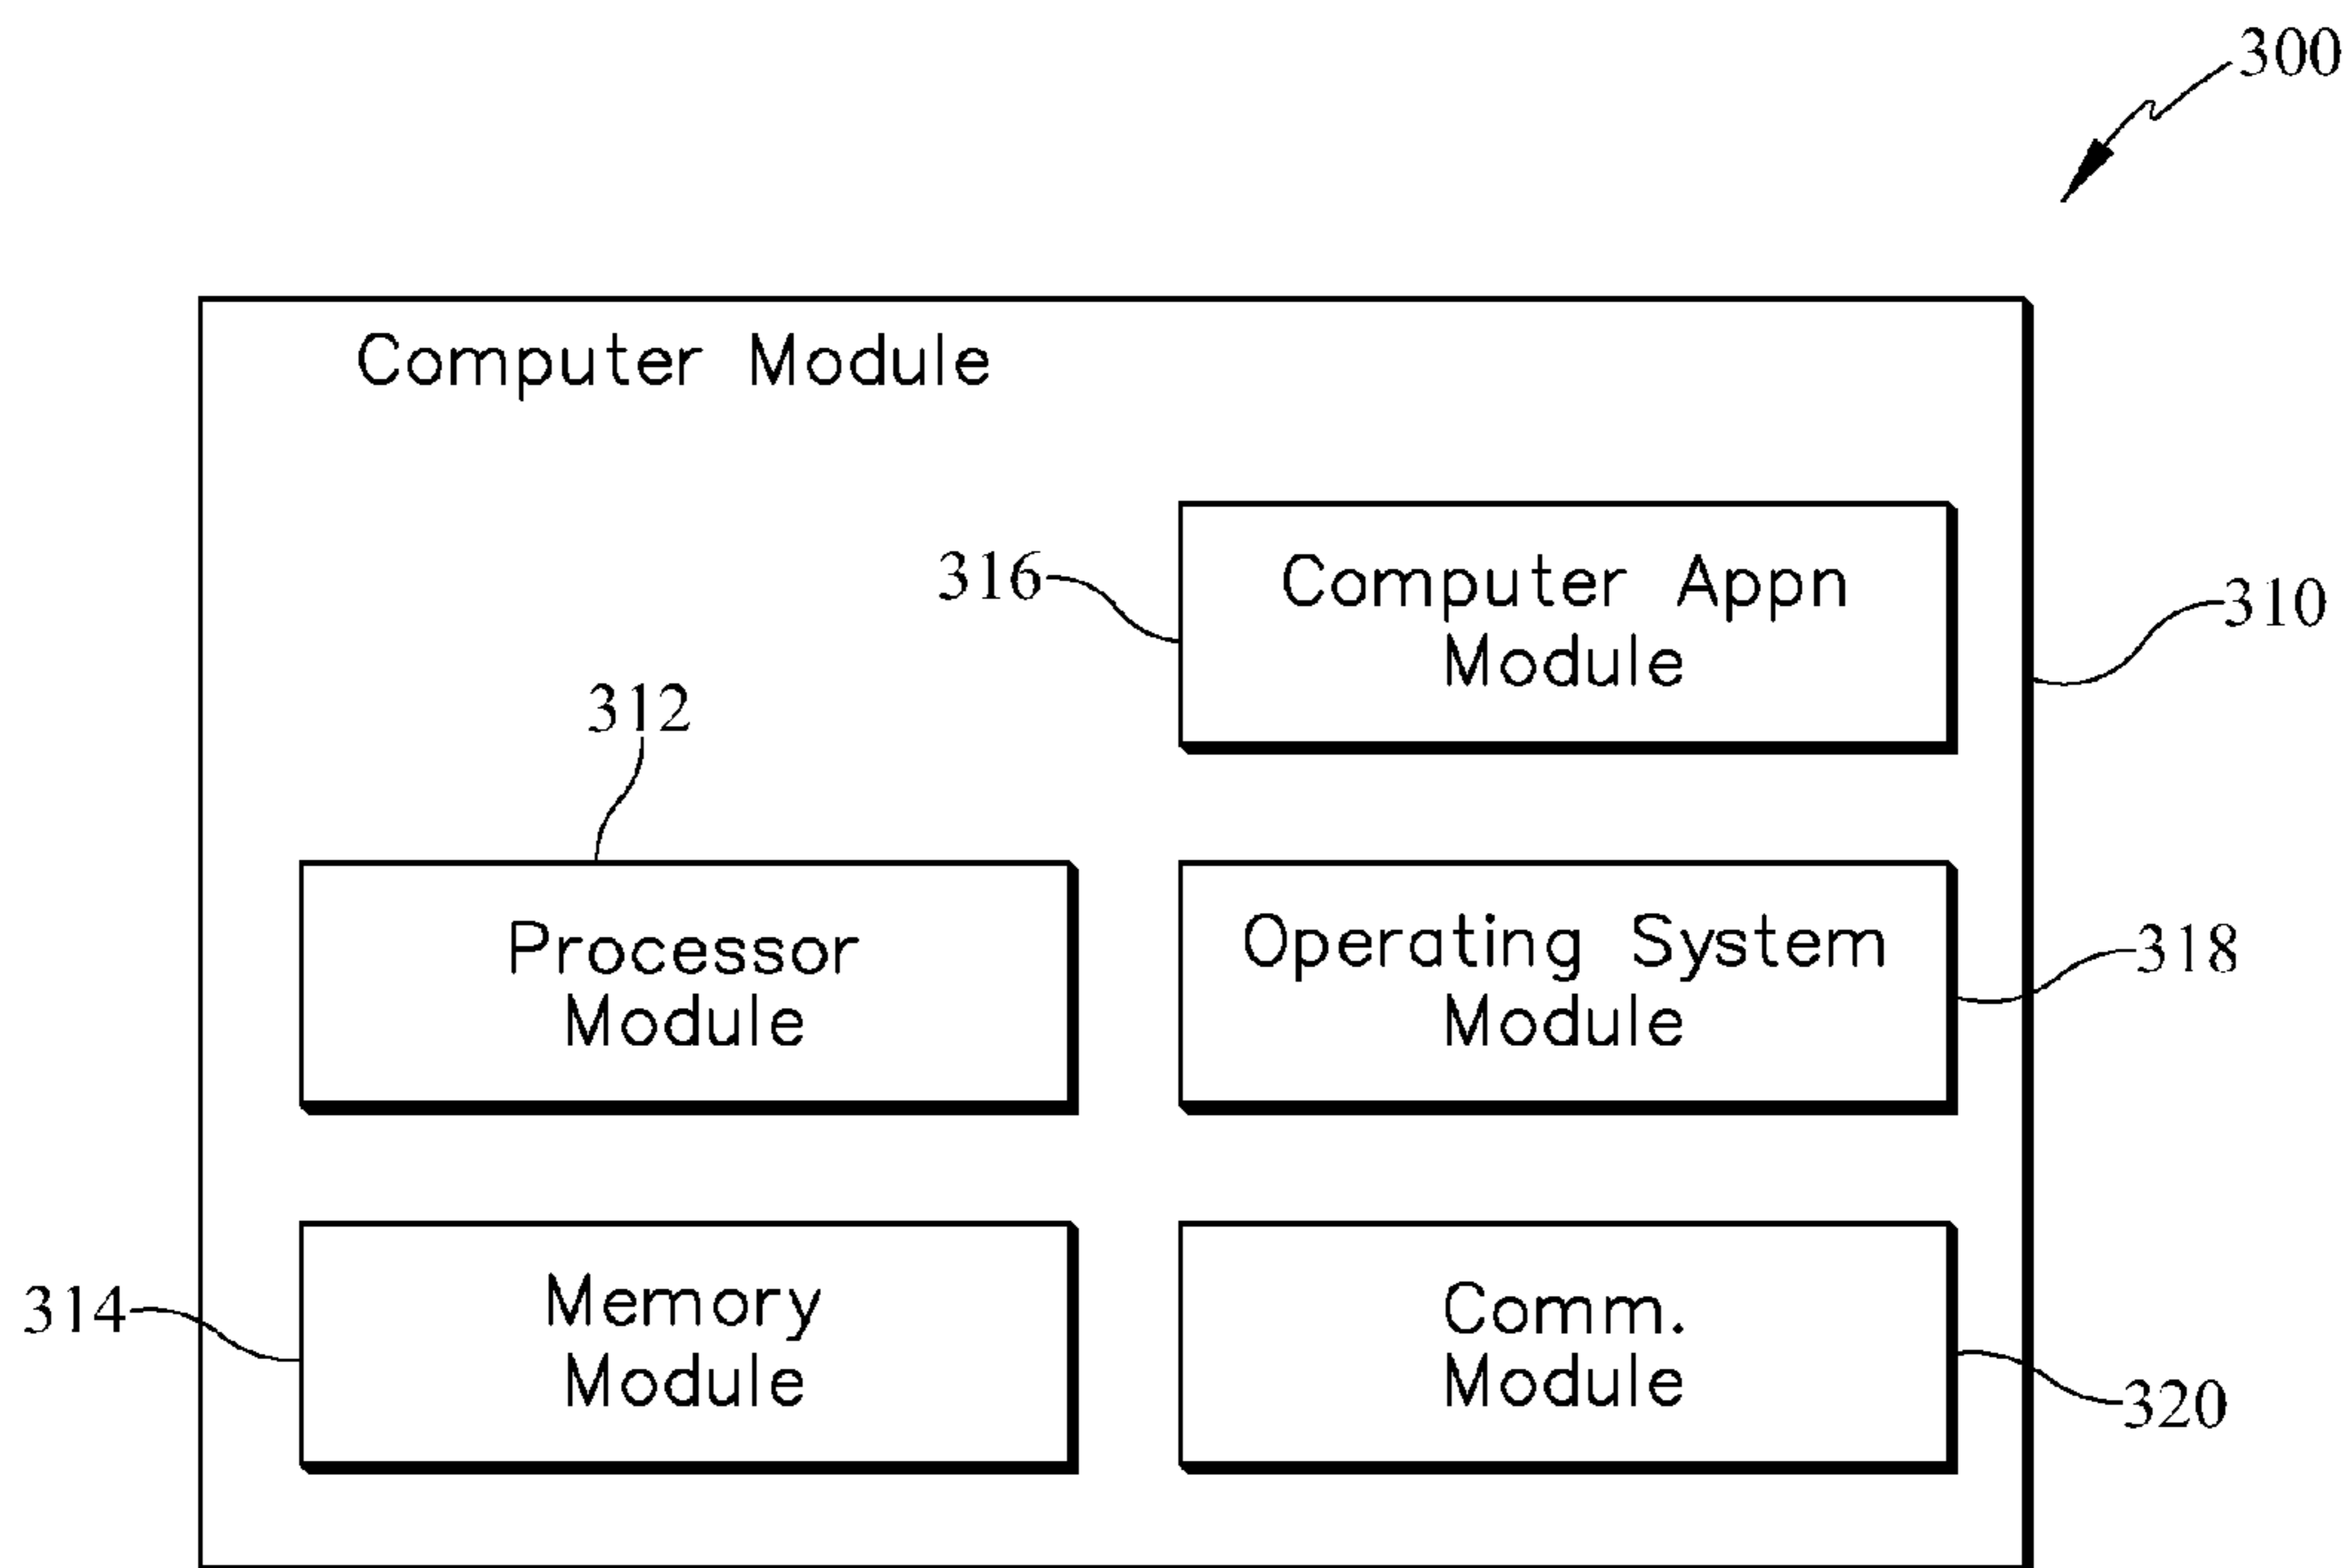 300
Computer Module
316
Computer Appn
Module
310
312
Processor
Module
Operating System
Module
318
314
Memory
Module
Comm.
Module
320